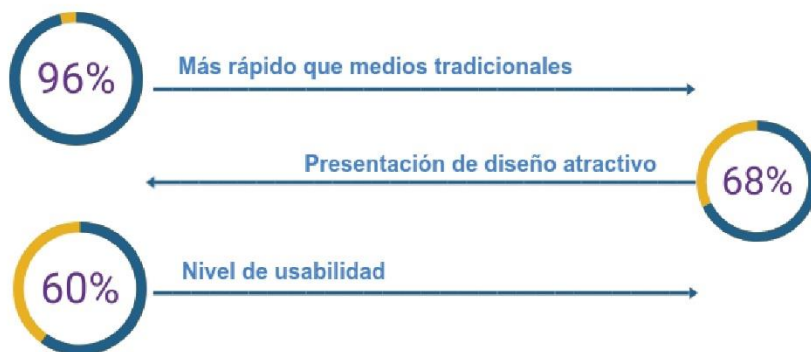 96%
Más rápido que medios tradicionales
Presentación de diseño atractivo
68%
60%
Nivel de usabilidad